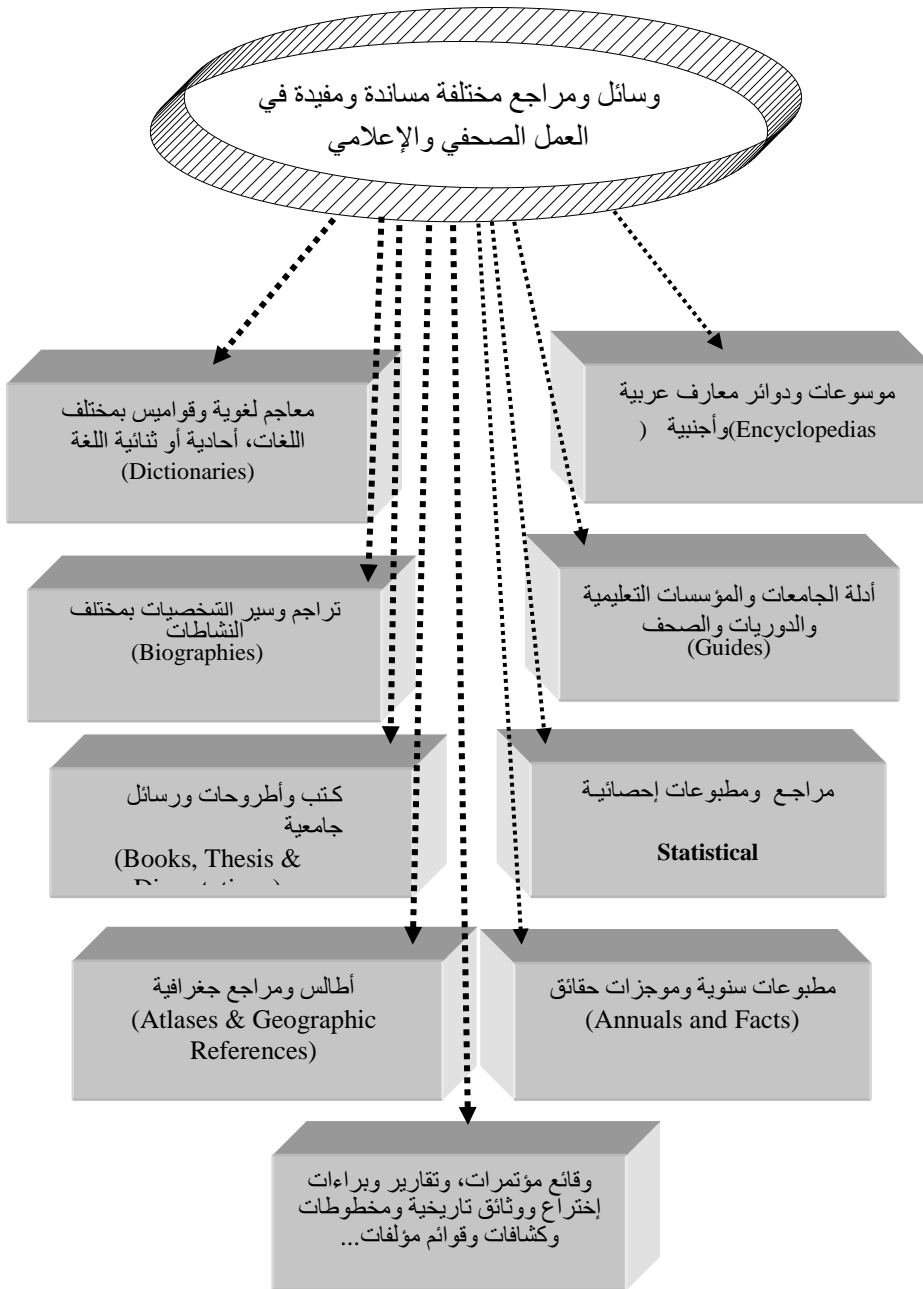 وسائل ومراجع مختلفة مساندة ومفيدة في
العمل الصحفي والإعلامي
موسوعات ودوائر معارف عربية
وأجنبية (Encyclopedias)
معاجم لغوية وقواميس بمختلف
اللغات، أحادية أو ثنائية اللغة
(Dictionaries)
أدلة الجامعات والمؤسسات التعليمية
والدوريات والصحف
(Guides)
تراجم وسير الشخصيات بمختلف
النشاطات
(Biographies)
مراجع ومطبوعات إحصائية
Statistical
كتب وأطروحات ورسائل
جامعية
(Books, Thesis &
مطبوعات سنوية وموجزات حقائق
(Annuals and Facts)
أطالس ومراجع جغرافية
(Atlases & Geographic
References)
وقائع مؤتمرات، وتقارير وبراءات
إختراع ووثائق تاريخية ومخطوطات
وكشافات وقوائم مؤلفات...